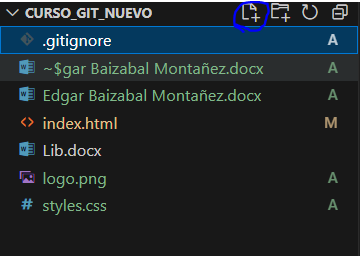 CURSO_GIT_NUEVO
.gitignore A
~$gar Baizabal Montañez.docx A
Edgar Baizabal Montañez.docx A
index.html M
Lib.docx
logo.png A
styles.css A